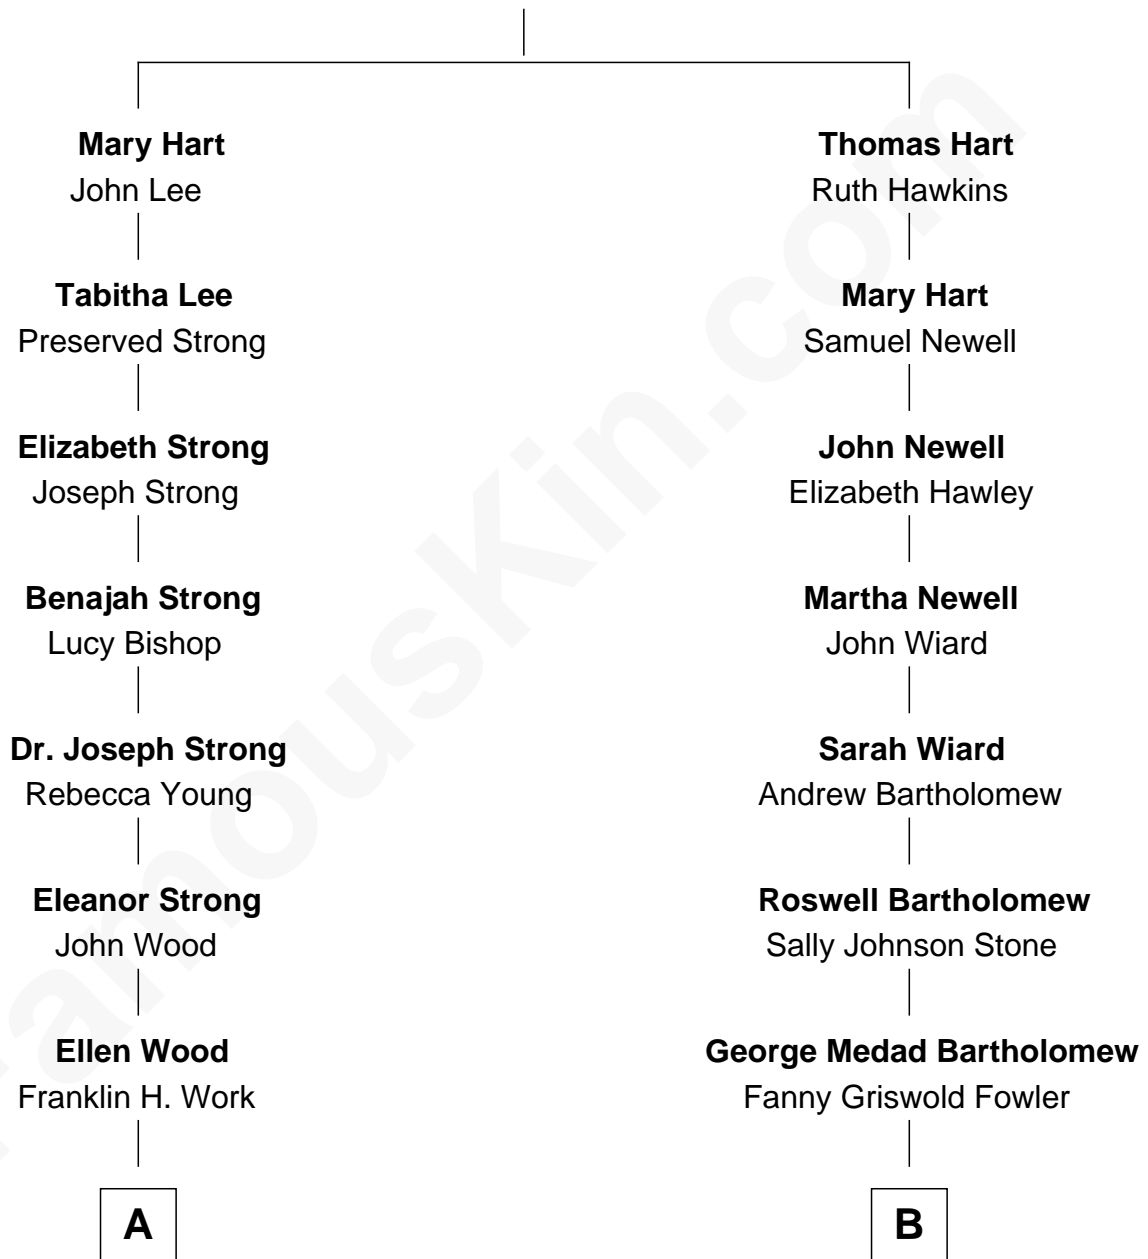 Mary Hart
John Lee
Thomas Hart
Ruth Hawkins
Tabitha Lee
Preserved Strong
Mary Hart
Samuel Newell
Elizabeth Strong
Joseph Strong
John Newell
Elizabeth Hawley
Benajah Strong
Lucy Bishop
Martha Newell
John Wiard
Dr. Joseph Strong
Rebecca Young
Sarah Wiard
Andrew Bartholomew
Eleanor Strong
John Wood
Roswell Bartholomew
Sally Johnson Stone
Ellen Wood
Franklin H. Work
George Medad Bartholomew
Fanny Griswold Fowler
A
B
FamousKin.com